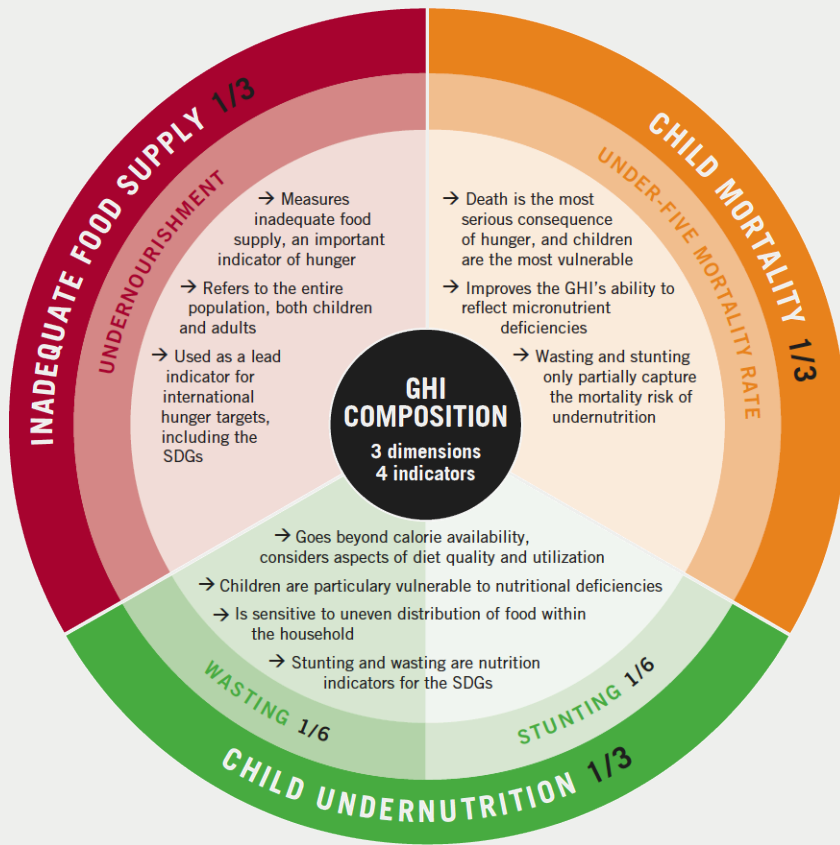 INADEQUATE FOOD SUPPLY 1/3
UNDERNOURISHMENT
→ Measures
inadequate food
supply, an important
indicator of hunger
→ Refers to the entire
population, both children
and adults
→ Used as a lead
indicator for
international
hunger targets,
including the
SDGs
CHILD MORTALITY 1/3
UNDER-FIVE MORTALITY RATE
→ Death is the most
serious consequence
of hunger, and children
are the most vulnerable
→ Improves the GHI's ability to
reflect micronutrient
deficiencies
→ Wasting and stunting
only partially capture
the mortality risk of
undernutrition
GHI
COMPOSITION
3 dimensions
4 indicators
→ Goes beyond calorie availability,
considers aspects of diet quality and utilization
→ Children are particulary vulnerable to nutritional deficiencies
→ Is sensitive to uneven distribution of food within
the household
→ Stunting and wasting are nutrition
indicators for the SDGs
WASTING 1/6
STUNTING 1/6
CHILD UNDERNUTRITION 1/3